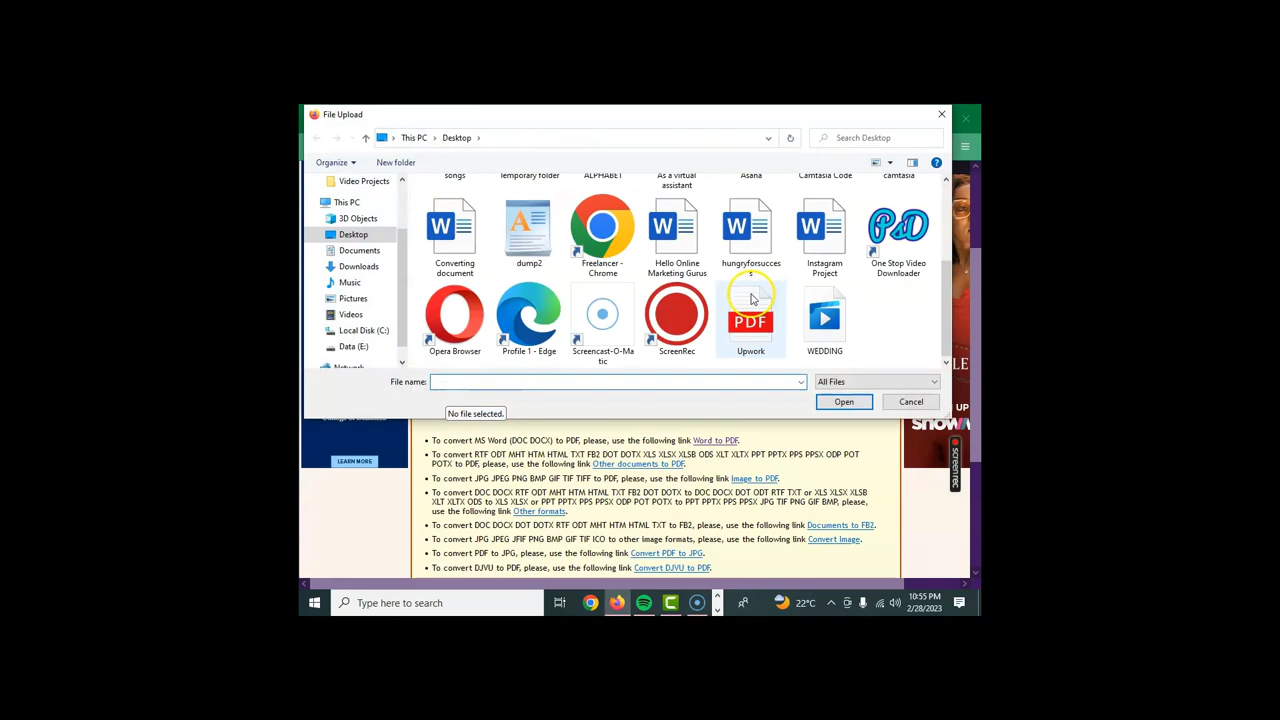 File Upload
This PC
Desktop
Search Desktop
Organize
New folder
Video Projects
This PC
3D Objects
Desktop
Documents
Downloads
Music
Pictures
Videos
Local Disk (C:)
Data (E:)
songs
Temporary folder
ALPHABET
As a virtual
assistant
Asana
Camtasia Code
camtasia
Converting
document
dump2
Freelancer -
Chrome
Hello Online
Marketing Gurus
hungryforsucces
s
Instagram
Project
PSD
One Stop Video
Downloader
Opera Browser
Profile 1 - Edge
Screencast-O-Ma
tic
ScreenRec
PDF
Upwork
WEDDING
File name:
All Files
Open
Cancel
No file selected.
LEARN MORE
• To convert MS Word (DOC DOCX) to PDF, please, use the following link Word to PDF.
• To convert RTF ODT MHT HTM HTML TXT FB2 DOT DOTX XLS XLSX XLSB ODS XLT XLTX PPT PPTX PPS PPSX ODP POT
POTX to PDF, please, use the following link Other documents to PDF.
• To convert JPG JPEG PNG BMP GIF TIF TIFF to PDF, please, use the following link Image to PDF.
• To convert DOC DOCX RTF ODT MHT HTM HTML TXT FB2 DOT DOTX to DOC DOCX DOT ODT RTF TXT or XLS XLSX XLSB
XLT XLTX ODS to XLS XLSX or PPT PPTX PPS PPSX ODP POT POTX to PPT PPTX PPS PPSX JPG TIF PNG GIF BMP, please,
use the following link Other formats.
• To convert DOC DOCX DOT DOTX RTF ODT MHT HTM HTML TXT to FB2, please, use the following link Documents to FB2.
• To convert JPG JPEG JFIF PNG BMP GIF TIF ICO to other image formats, please, use the following link Convert Image.
• To convert PDF to JPG, please, use the following link Convert PDF to JPG.
• To convert DJVU to PDF, please, use the following link Convert DJVU to PDF.
LE
UP
screenrec
Type here to search
22°C
10:55 PM
2/28/2023